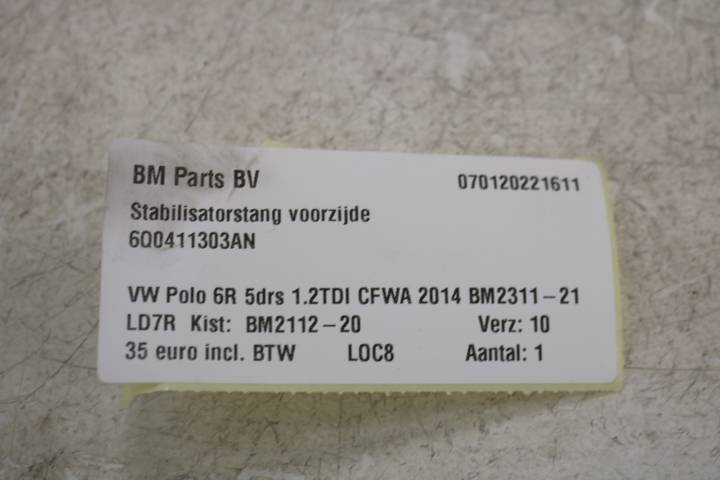 BM Parts BV 070120221611
Stabilisatorstang voorzijde
6Q0411303AN
VW Polo 6R 5drs 1.2TDI CFWA 2014 BM2311-21
LD7R Kist: BM2112-20 Verz: 10
35 euro incl. BTW LOC8 Aantal: 1